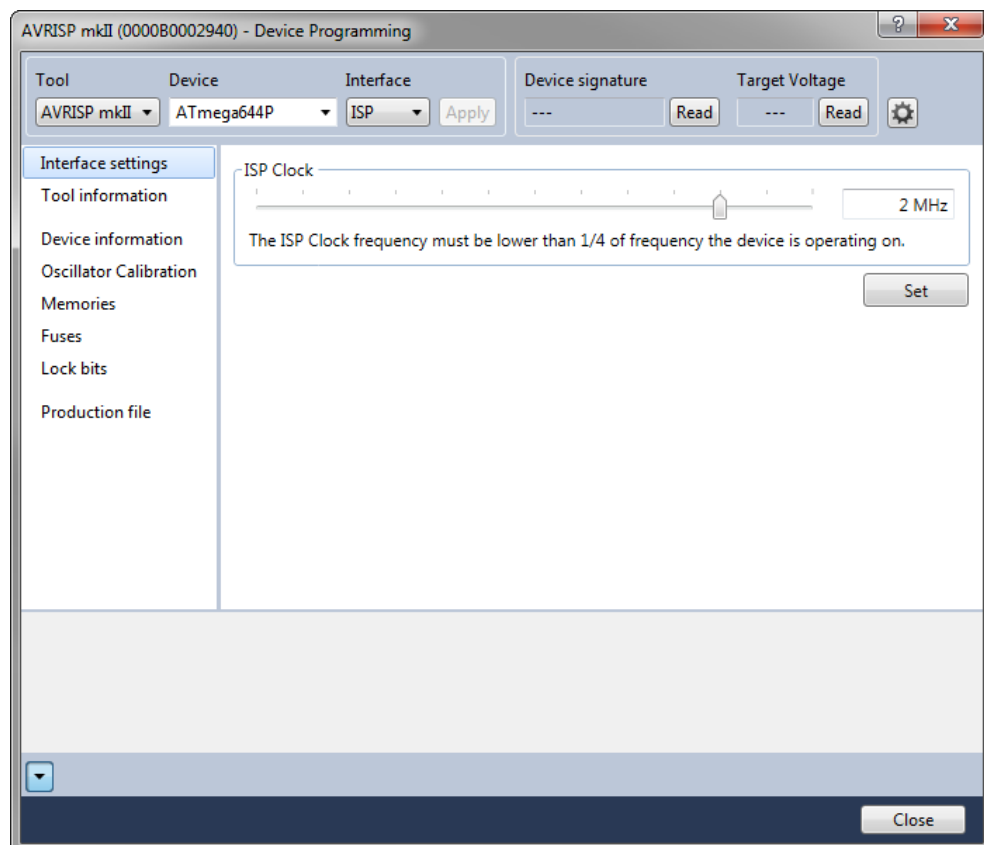 AVRISP mkII (0000B0002940) - Device Programming
Tool Device Interface Device signature Target Voltage
AVRISP mkII ATmega644P ISP Apply --- Read --- Read
Interface settings
Tool information
Device information
Oscillator Calibration
Memories
Fuses
Lock bits
Production file
ISP Clock
2 MHz
The ISP Clock frequency must be lower than 1/4 of frequency the device is operating on.
Set
Close